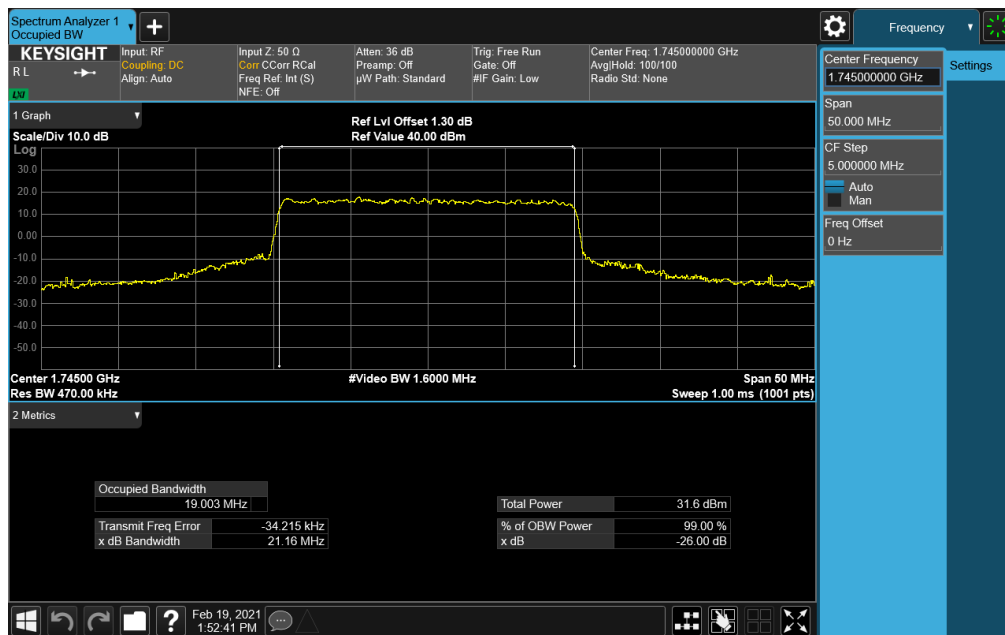 Spectrum Analyzer 1
Occupied BW
Frequency
KEYSIGHT
R L
LXI
Input: RF
Coupling: DC
Align: Auto
Input Z: 50 Ω
Corr CCorr RCal
Freq Ref: Int (S)
NFE: Off
Atten: 36 dB
Preamp: Off
µW Path: Standard
Trig: Free Run
Gate: Off
#IF Gain: Low
Center Freq: 1.745000000 GHz
Avg|Hold: 100/100
Radio Std: None
Center Frequency
1.745000000 GHz
Settings
Span
50.000 MHz
CF Step
5.000000 MHz
Auto
Man
Freq Offset
0 Hz
1 Graph
Scale/Div 10.0 dB
Ref Lvl Offset 1.30 dB
Ref Value 40.00 dBm
Log
30.0
20.0
10.0
0.00
-10.0
-20.0
-30.0
-40.0
-50.0
Center 1.74500 GHz
#Video BW 1.6000 MHz
Span 50 MHz
Res BW 470.00 kHz
Sweep 1.00 ms (1001 pts)
2 Metrics
Occupied Bandwidth
19.003 MHz
Transmit Freq Error -34.215 kHz
x dB Bandwidth 21.16 MHz
Total Power 31.6 dBm
% of OBW Power 99.00 %
x dB -26.00 dB
?
Feb 19, 2021
1:52:41 PM